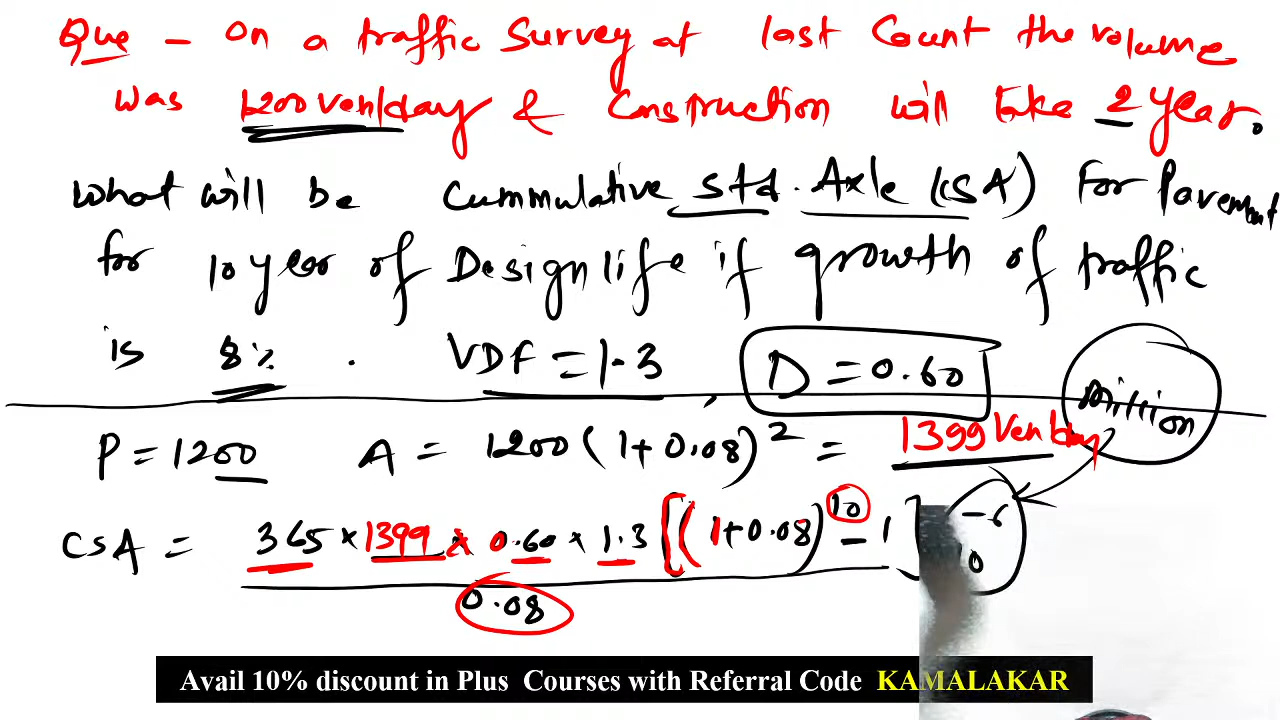 Que - On a traffic Survey at last Count the volume
was 1200 veh/day & Construction will take 2 year.
What will be Cummulative std. Axle (CSA) for Pavement
for 10 year of Design life if growth of traffic
is 8% . VDF = 1.3 , D = 0.60
million
P = 1200 A = 1200 (1+0.08)^2 = 1399 Veh/day
CSA = 365 × 1399 × 0.60 × 1.3 [(1+0.08)^10 - 1] 10^-6
0.08
Avail 10% discount in Plus Courses with Referral Code KAMALAKAR